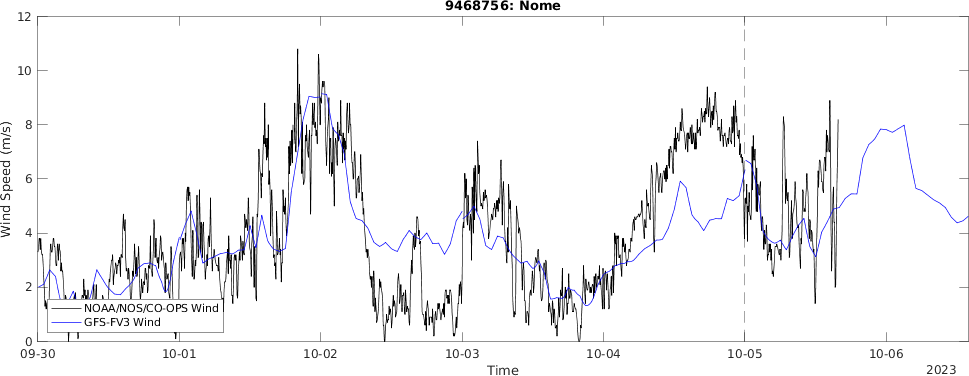 9468756: Nome
12
10
8
6
4
2
0
Wind Speed (m/s)
NOAA/NOS/CO-OPS Wind
GFS-FV3 Wind
09-30 10-01 10-02 10-03 10-04 10-05 10-06
Time
2023